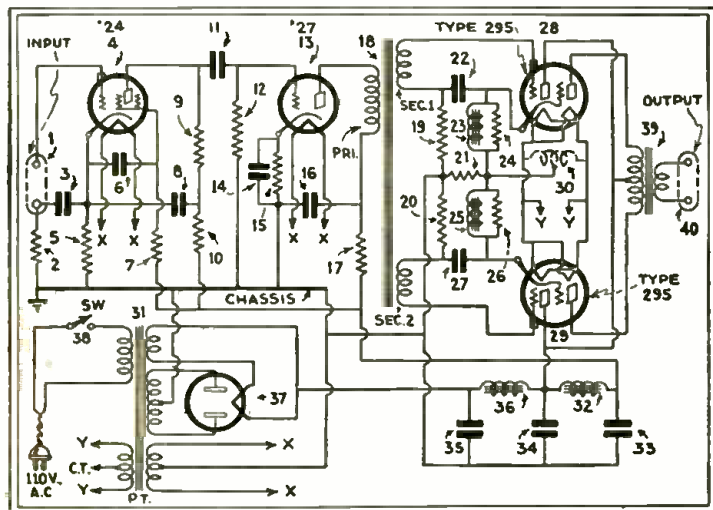 '24
4
11
'27
13
18
TYPE 295
28
INPUT
22
OUTPUT
39
12
SEC.1
9
19
23
24
1
3
PRI.
21
6
8
14
16
30
15
20
25
Y
Y
40
5
X
X
X
X
2
7
10
17
26
27
CHASSIS
SEC.2
TYPE
295
29
SW
31
38
37
36
32
Y
X
35
34
33
C.T.
110V.
A.C
Y
P.T.
X